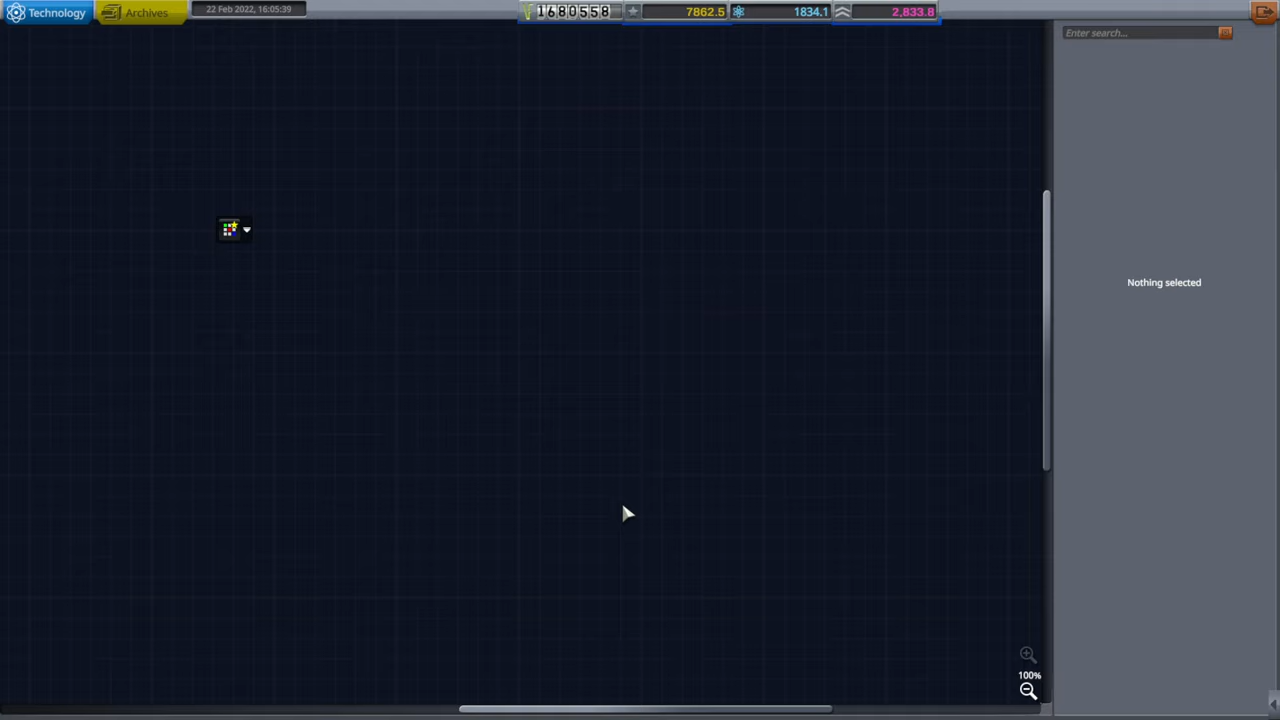 Technology
Archives
22 Feb 2022, 16:05:39
1680558
7862.5
1834.1
2,833.8
Enter search...
Nothing selected
100%